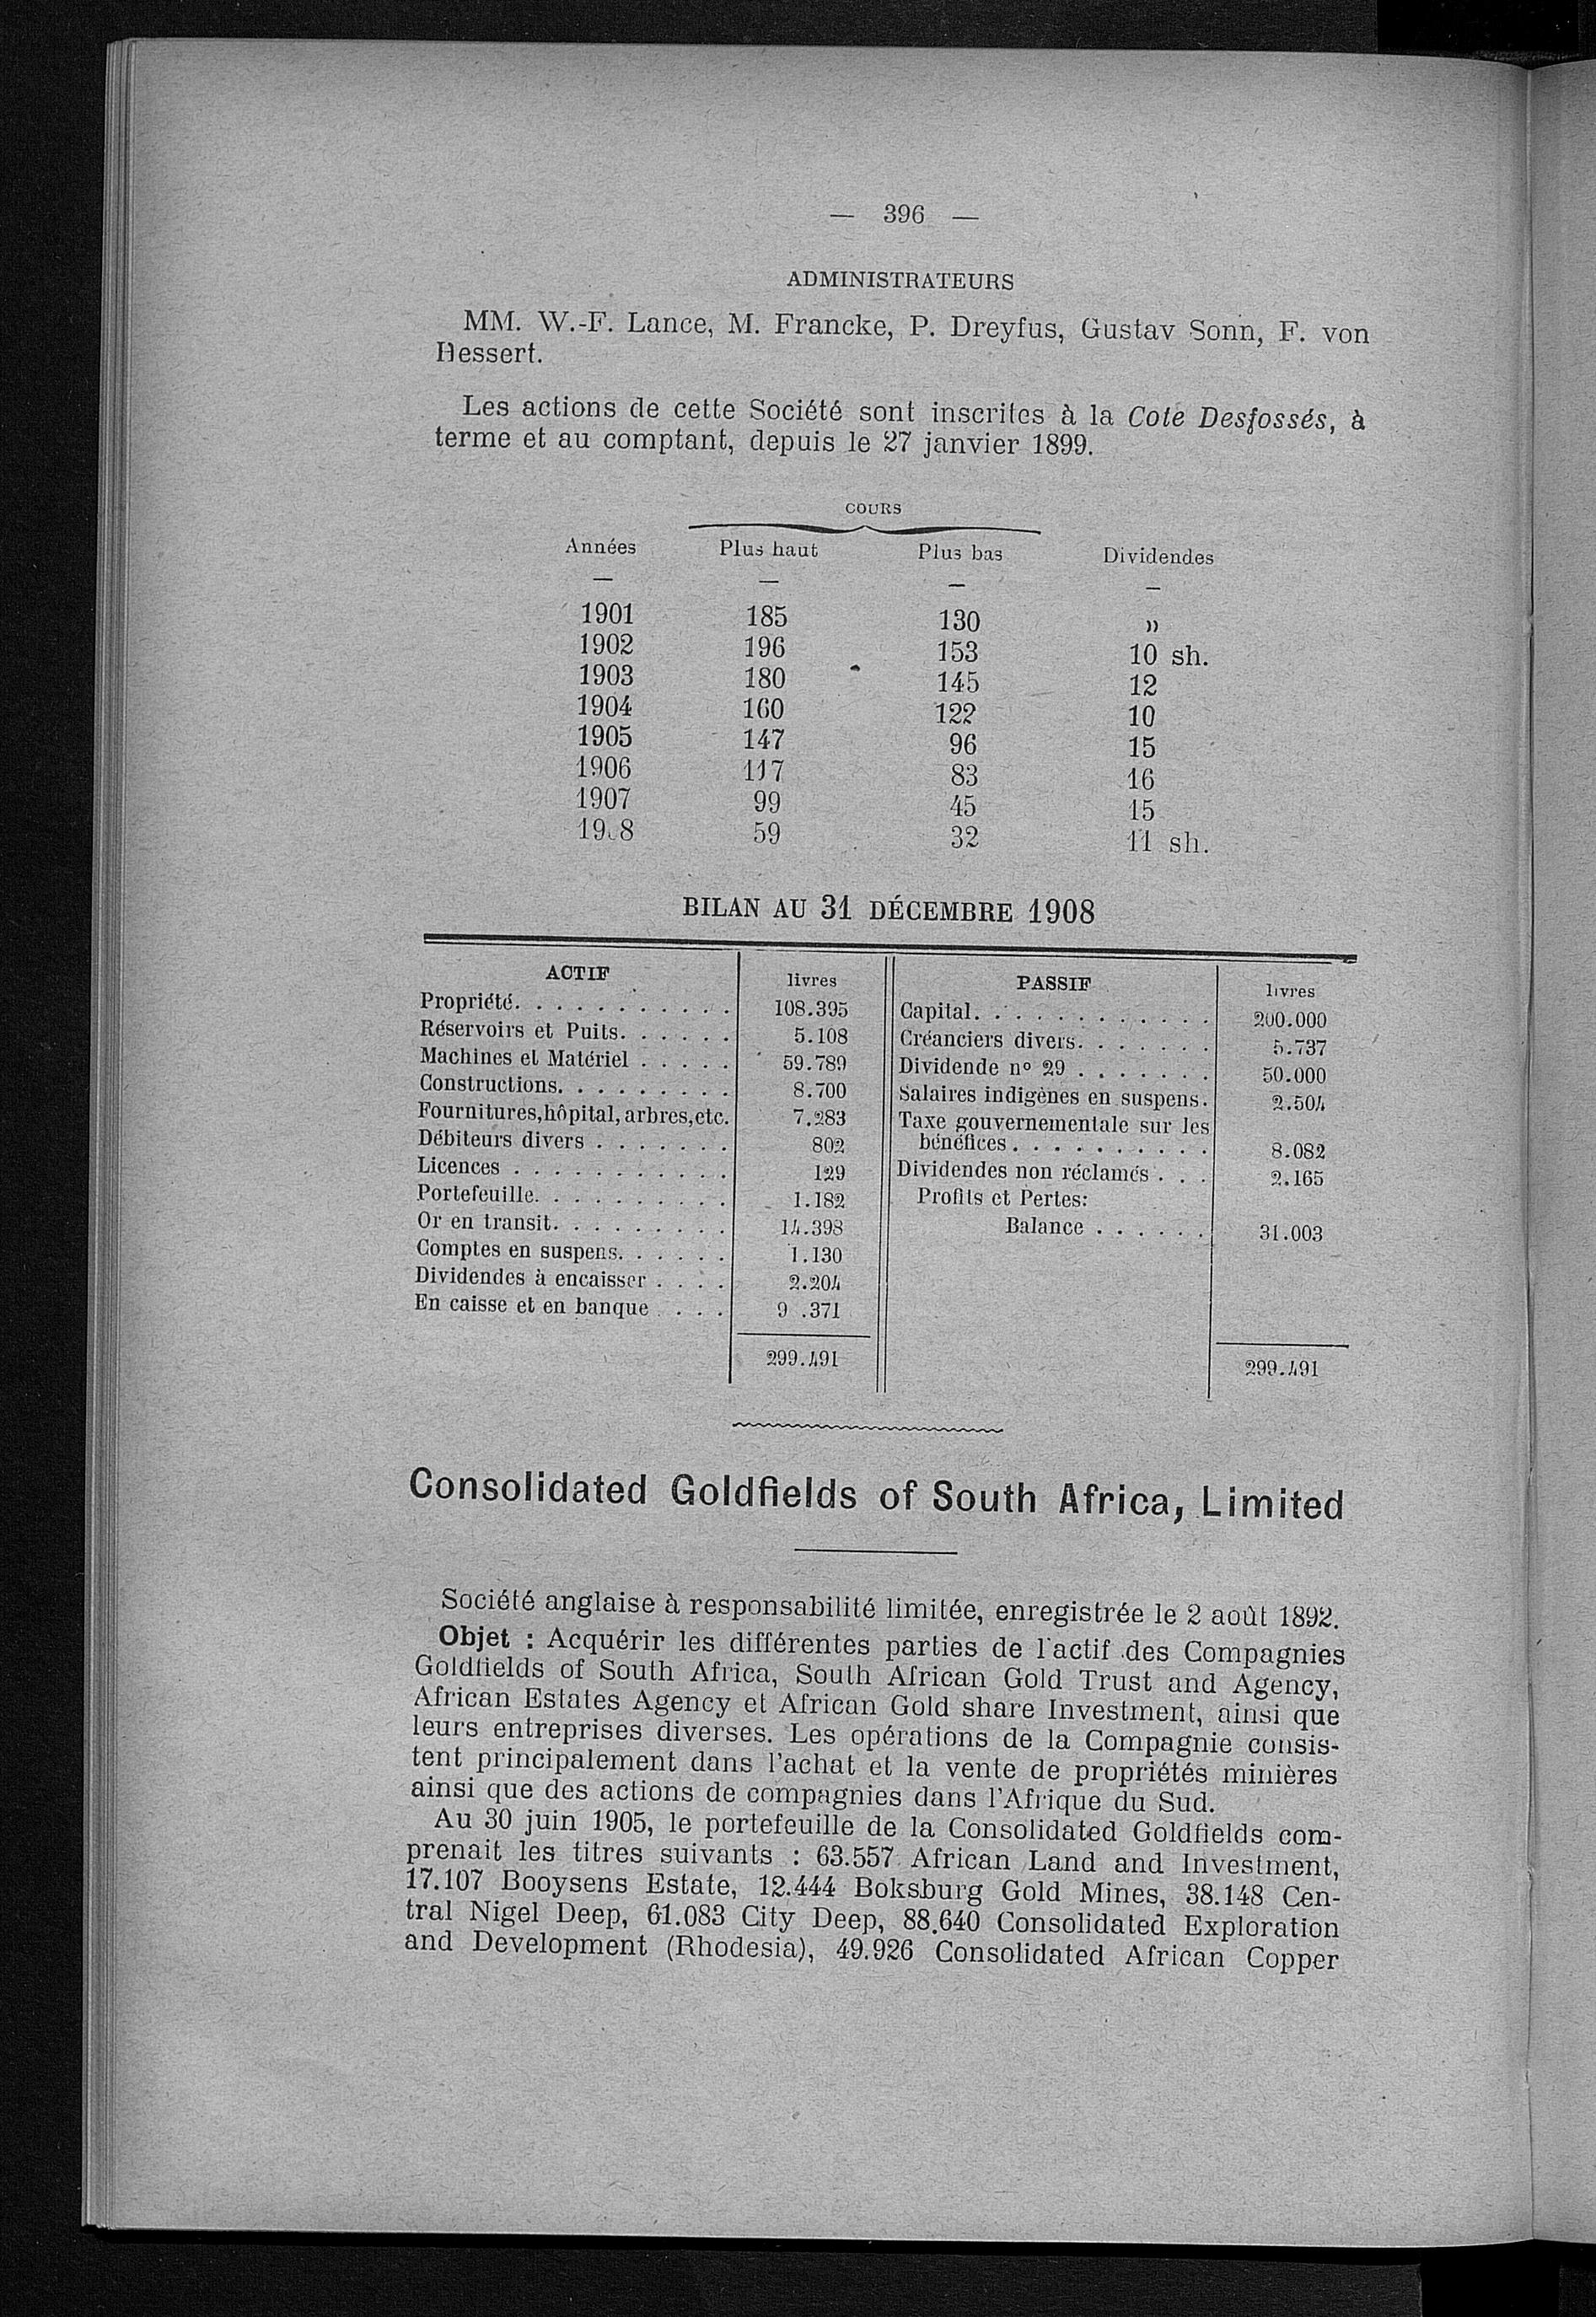 — 396 —
ADMINISTRATEURS
MM. W.-F. Lance, M. Francke, P. Dreyfus, Gustav Sonn, F. von
Hessert.
Les actions de cette Société sont inscrites à la Cote Desfossés, à
terme et au comptant, depuis le 27 janvier 1899.
COURS
Années Plus haut Plus bas Dividendes
— — — —
1901 185 130 »
1902 196 153 10 sh.
1903 180 145 12
1904 160 122 10
1905 147 96 15
1906 117 83 16
1907 99 45 15
1908 59 32 11 sh.
BILAN AU 31 DÉCEMBRE 1908
ACTIF livres
Propriété. . . . . . . . . . . 108.395
Réservoirs et Puits. . . . . . 5.108
Machines et Matériel . . . . . 59.789
Constructions. . . . . . . . . 8.700
Fournitures, hôpital, arbres, etc. 7.283
Débiteurs divers . . . . . . . 802
Licences . . . . . . . . . . . 129
Portefeuille. . . . . . . . . . 1.182
Or en transit. . . . . . . . . 14.398
Comptes en suspens. . . . . . 1.130
Dividendes à encaisser . . . . 2.204
En caisse et en banque . . . . 9 .371
299.491
PASSIF livres
Capital. . . . . . . . . . . . 200.000
Créanciers divers. . . . . . . 5.737
Dividende nº 29 . . . . . . . 50.000
Salaires indigènes en suspens. 2.504
Taxe gouvernementale sur les
bénéfices . . . . . . . . . . 8.082
Dividendes non réclamés . . . 2.165
Profits et Pertes:
Balance . . . . . . 31.003
299.491
Consolidated Goldfields of South Africa, Limited
Société anglaise à responsabilité limitée, enregistrée le 2 août 1892.
Objet : Acquérir les différentes parties de l'actif des Compagnies
Goldfields of South Africa, South African Gold Trust and Agency,
African Estates Agency et African Gold share Investment, ainsi que
leurs entreprises diverses. Les opérations de la Compagnie consis-
tent principalement dans l'achat et la vente de propriétés minières
ainsi que des actions de compagnies dans l'Afrique du Sud.
Au 30 juin 1905, le portefeuille de la Consolidated Goldfields com-
prenait les titres suivants : 63.557 African Land and Investment,
17.107 Booysens Estate, 12.444 Boksburg Gold Mines, 38.148 Cen-
tral Nigel Deep, 61.083 City Deep, 88.640 Consolidated Exploration
and Development (Rhodesia), 49.926 Consolidated African Copper